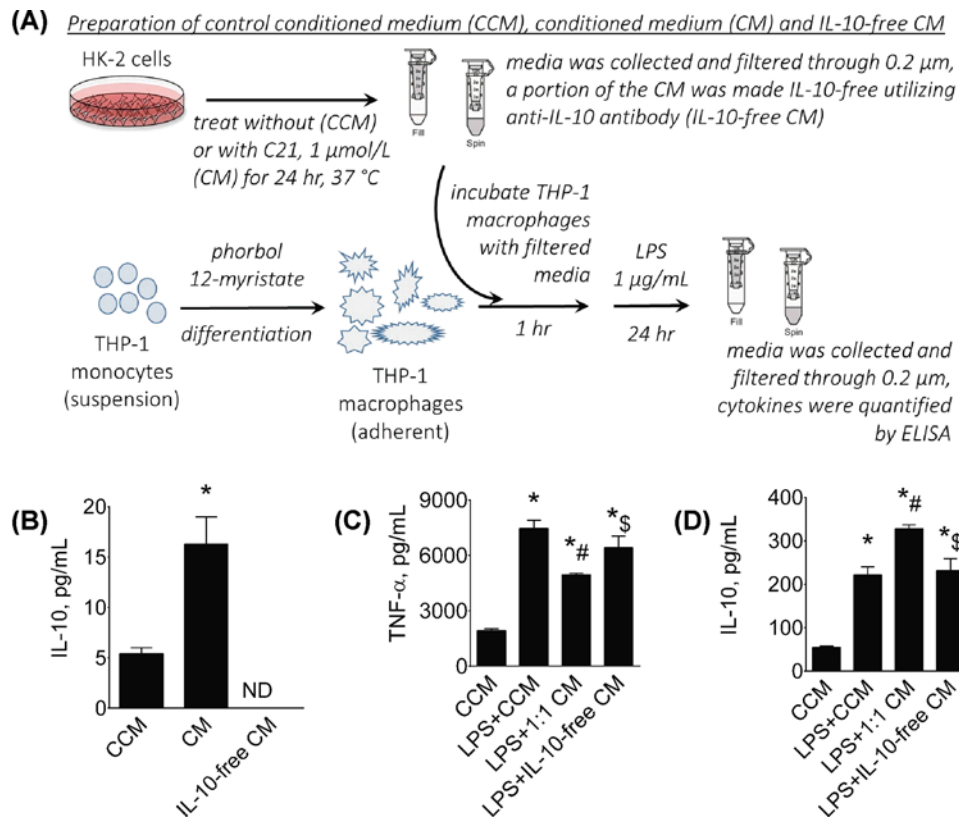 (A) Preparation of control conditioned medium (CCM), conditioned medium (CM) and IL-10-free CM
HK-2 cells
treat without (CCM)
or with C21, 1 µmol/L
(CM) for 24 hr, 37 °C
Fill
Spin
media was collected and filtered through 0.2 µm,
a portion of the CM was made IL-10-free utilizing
anti-IL-10 antibody (IL-10-free CM)
incubate THP-1
macrophages
with filtered
media
1 hr
LPS
1 µg/mL
24 hr
phorbol
12-myristate
differentiation
THP-1
monocytes
(suspension)
THP-1
macrophages
(adherent)
Fill
Spin
media was collected and
filtered through 0.2 µm,
cytokines were quantified
by ELISA
(B)
IL-10, pg/mL
20
15
10
5
0
*
ND
CCM
CM
IL-10-free CM
(C)
TNF-α, pg/mL
9000
6000
3000
0
*
*#
*$
CCM
LPS+CCM
LPS+1:1 CM
LPS+IL-10-free CM
(D)
IL-10, pg/mL
400
300
200
100
0
*
*#
*$
CCM
LPS+CCM
LPS+1:1 CM
LPS+IL-10-free CM